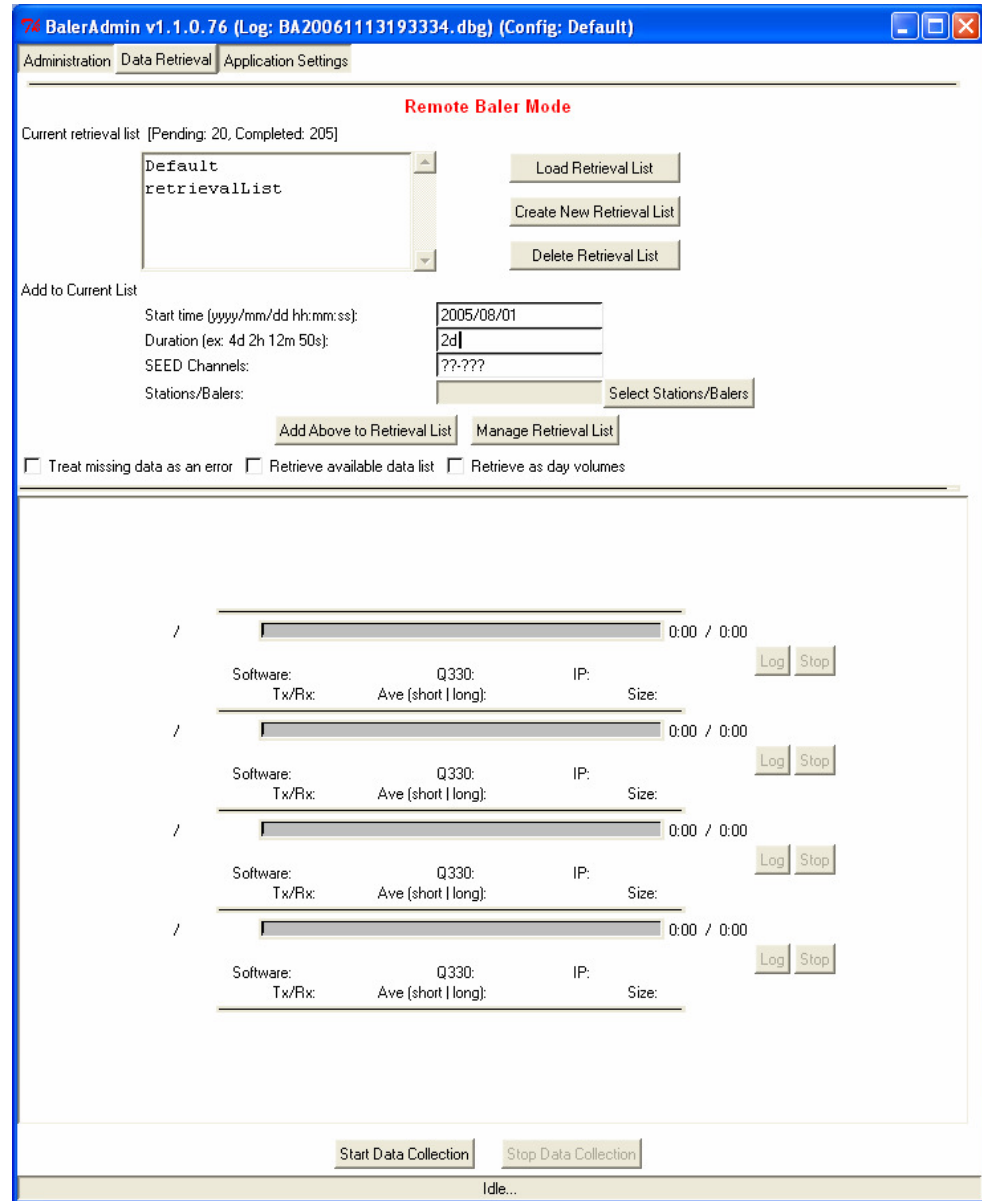 BalerAdmin v1.1.0.76 (Log: BA20061113193334.dbg) (Config: Default)
Administration Data Retrieval Application Settings
Remote Baler Mode
Current retrieval list [Pending: 20, Completed: 205]
Default
retrievalList
Load Retrieval List
Create New Retrieval List
Delete Retrieval List
Add to Current List
Start time (yyyy/mm/dd hh:mm:ss): 2005/08/01
Duration (ex: 4d 2h 12m 50s): 2d
SEED Channels: ??-???
Stations/Balers: Select Stations/Balers
Add Above to Retrieval List Manage Retrieval List
Treat missing data as an error Retrieve available data list Retrieve as day volumes
/ 0:00 / 0:00
Log Stop
Software: Q330: IP:
Tx/Rx: Ave (short | long): Size:
/ 0:00 / 0:00
Log Stop
Software: Q330: IP:
Tx/Rx: Ave (short | long): Size:
/ 0:00 / 0:00
Log Stop
Software: Q330: IP:
Tx/Rx: Ave (short | long): Size:
/ 0:00 / 0:00
Log Stop
Software: Q330: IP:
Tx/Rx: Ave (short | long): Size:
Start Data Collection Stop Data Collection
Idle...